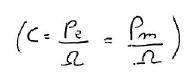 (C = Pe/Ω = Pm/Ω)